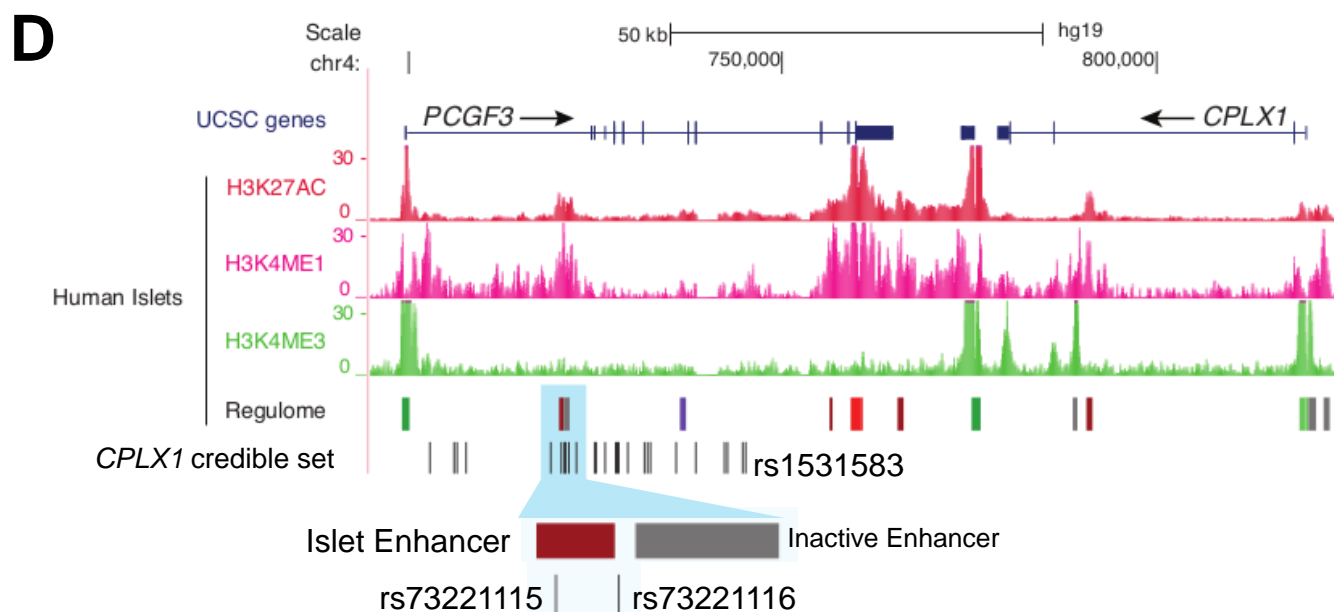 D
Scale 50 kb hg19
chr4: 750,000 800,000
UCSC genes PCGF3 CPLX1
30
H3K27AC
0
30
H3K4ME1
0
Human Islets
30
H3K4ME3
0
Regulome
CPLX1 credible set rs1531583
Islet Enhancer Inactive Enhancer
rs73221115 rs73221116